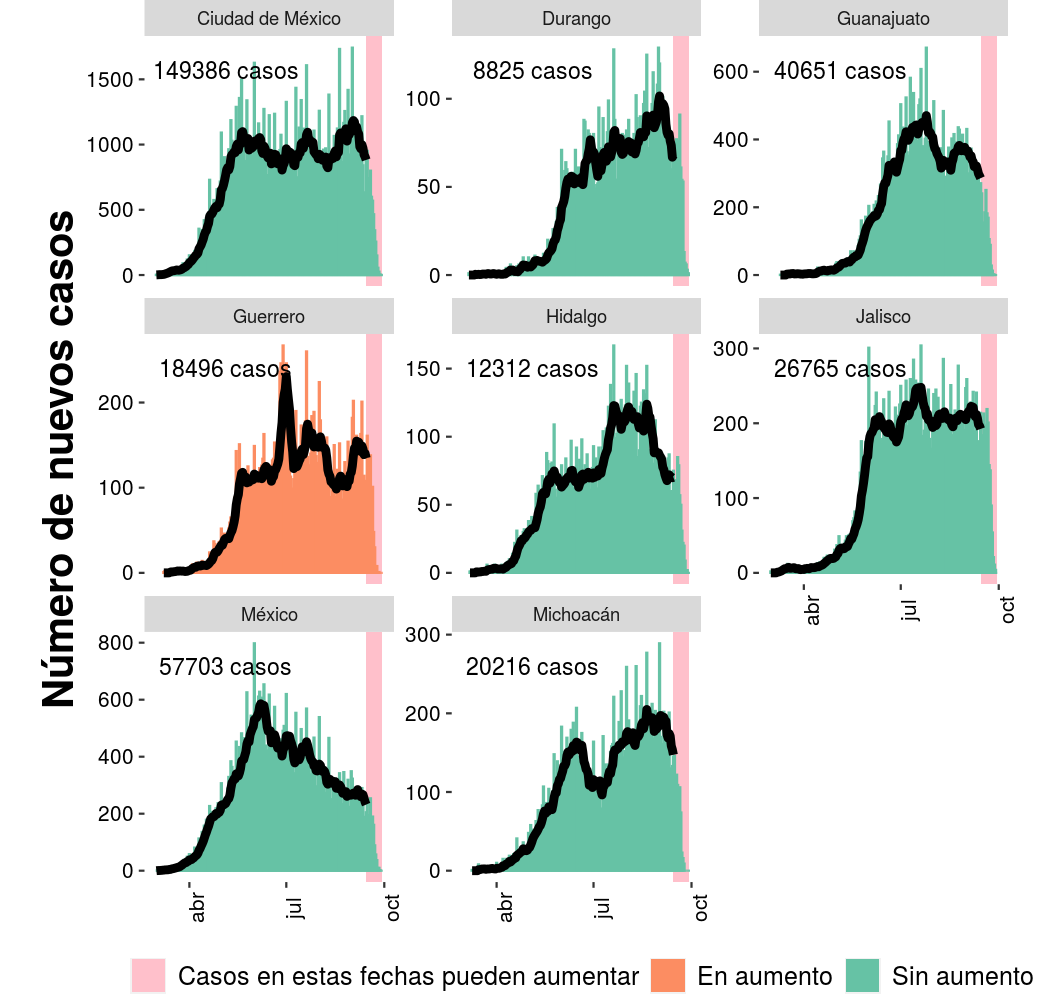 Número de nuevos casos
Ciudad de México
Durango
Guanajuato
149386 casos
8825 casos
40651 casos
1500
1000
500
0
100
50
0
600
400
200
0
Guerrero
Hidalgo
Jalisco
18496 casos
12312 casos
26765 casos
200
100
0
150
100
50
0
300
200
100
0
abr
jul
oct
México
Michoacán
57703 casos
20216 casos
800
600
400
200
0
300
200
100
0
abr
jul
oct
abr
jul
oct
Casos en estas fechas pueden aumentar
En aumento
Sin aumento